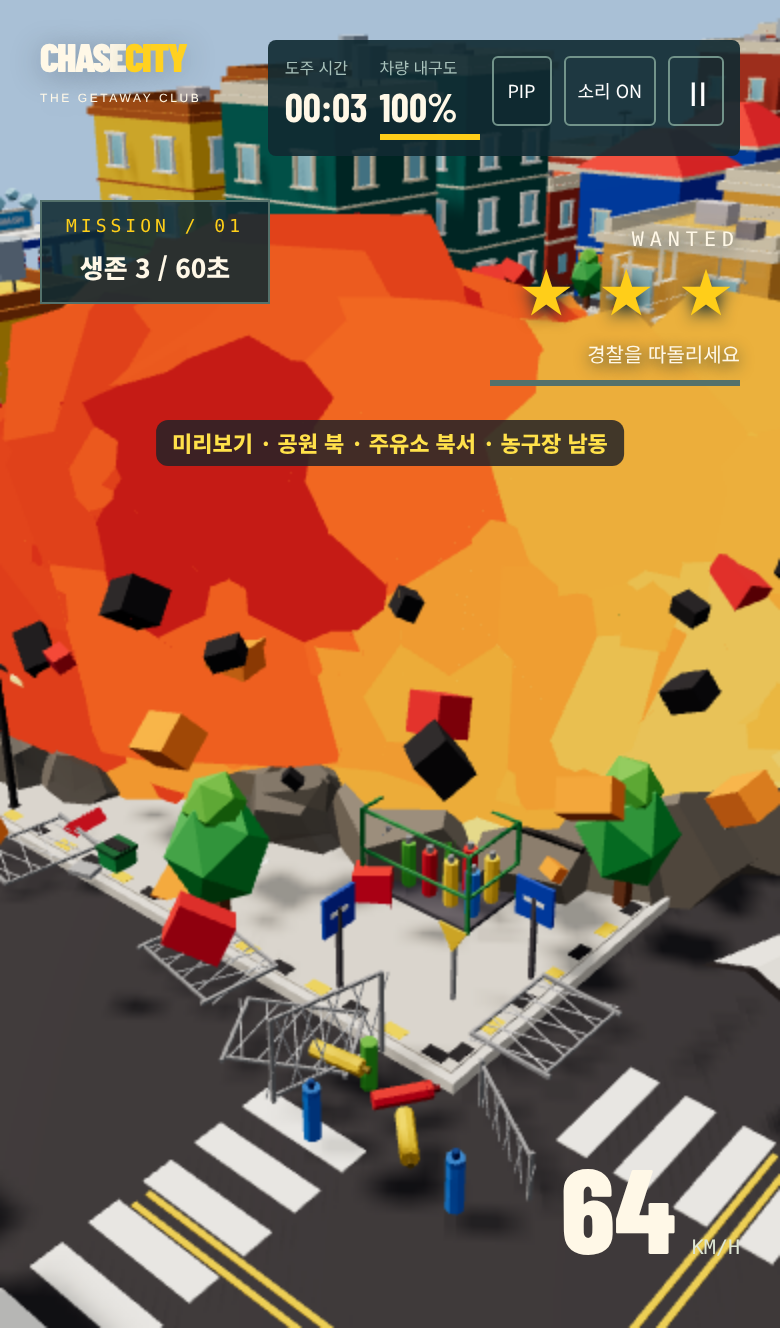 CHASECITY
THE GETAWAY CLUB
도주 시간
00:03
차량 내구도
100%
PIP
소리 ON
MISSION / 01
생존 3 / 60초
WANTED
경찰을 따돌리세요
미리보기 · 공원 북 · 주유소 북서 · 농구장 남동
64 KM/H